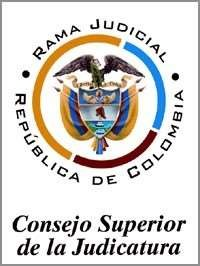 RAMA JUDICIAL
REPÚBLICA DE COLOMBIA
Consejo Superior
de la Judicatura